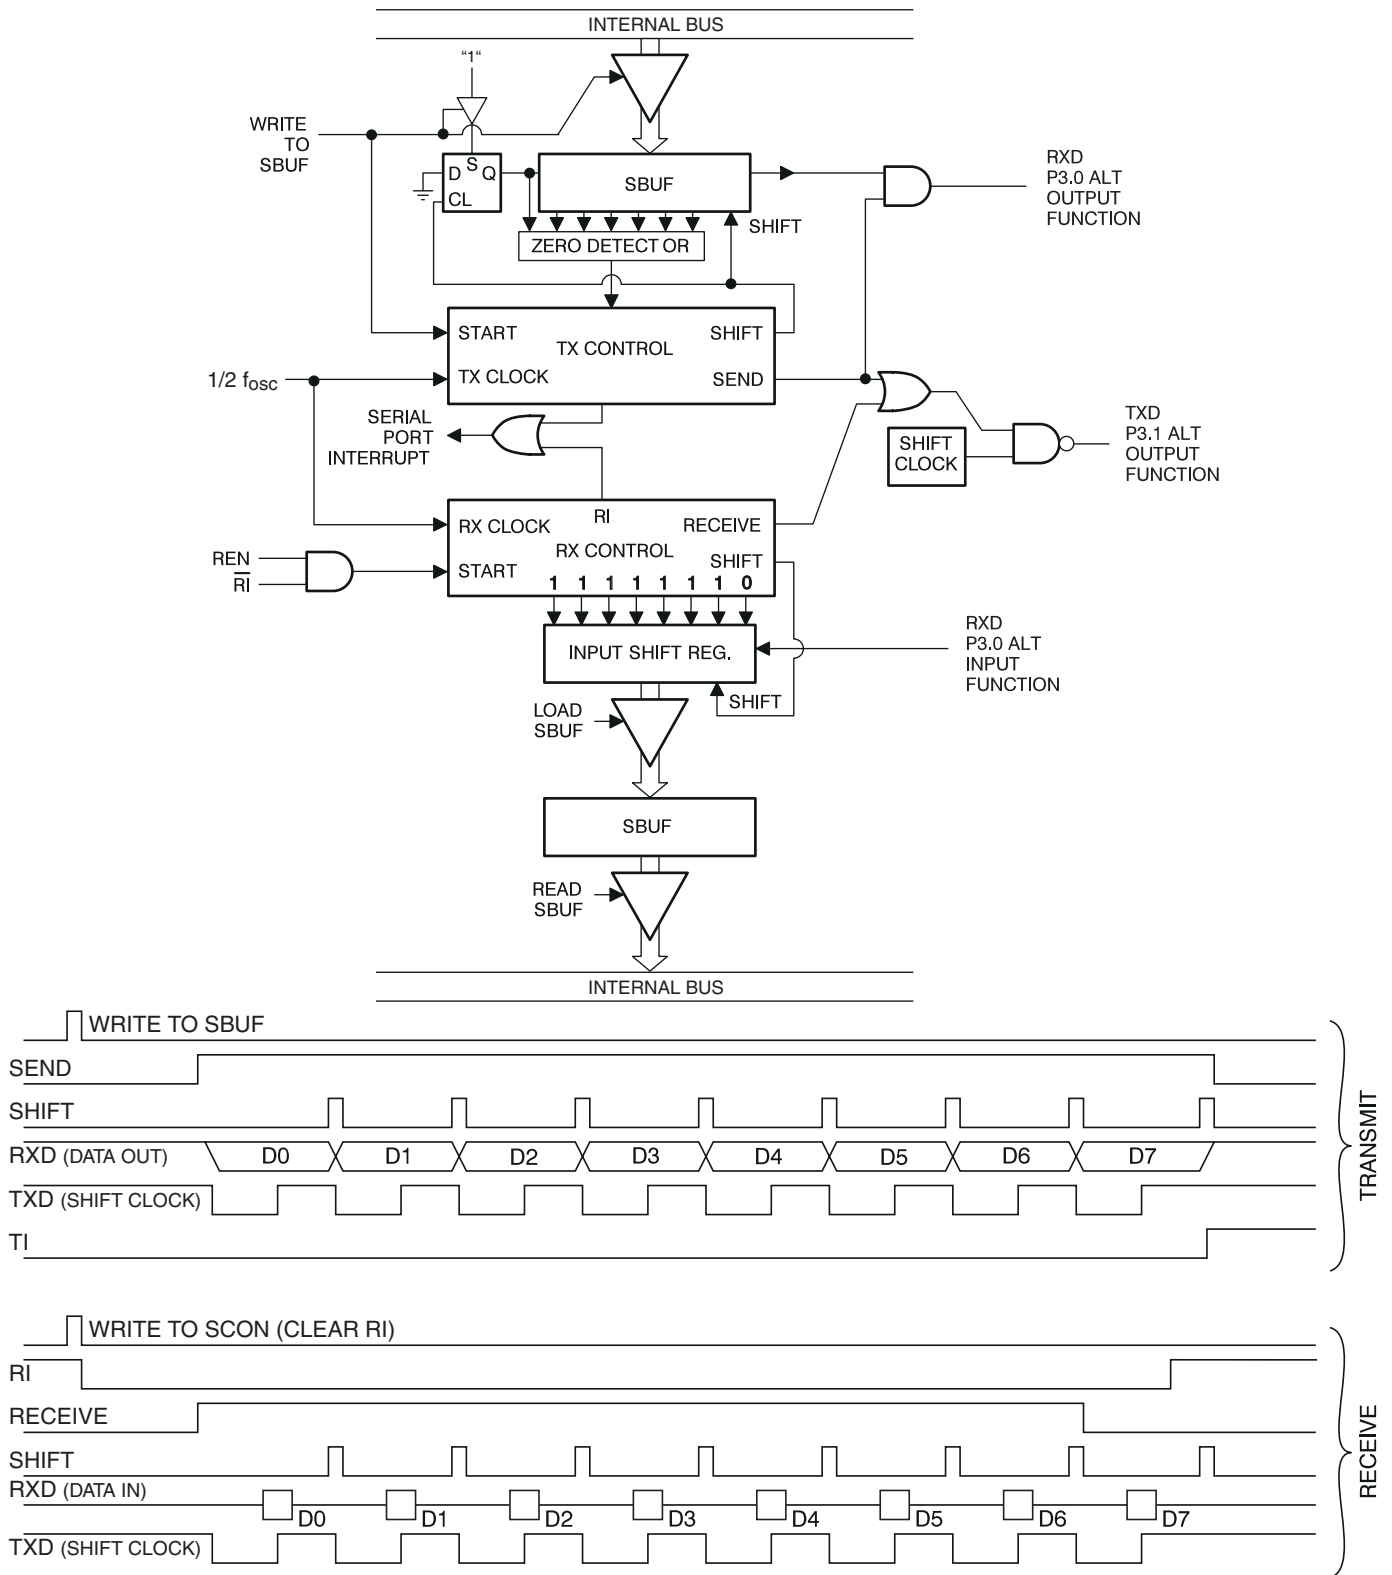 INTERNAL BUS
“1“
WRITE
TO
SBUF
D S Q
CL
SBUF
RXD
P3.0 ALT
OUTPUT
FUNCTION
SHIFT
ZERO DETECT OR
START
SHIFT
TX CONTROL
1/2 fosc
TX CLOCK
SEND
SERIAL
PORT
INTERRUPT
SHIFT
CLOCK
TXD
P3.1 ALT
OUTPUT
FUNCTION
RX CLOCK
RI
RECEIVE
RX CONTROL
SHIFT
REN
RI
START
1 1 1 1 1 1 1 0
INPUT SHIFT REG.
RXD
P3.0 ALT
INPUT
FUNCTION
SHIFT
LOAD
SBUF
SBUF
READ
SBUF
INTERNAL BUS
WRITE TO SBUF
SEND
SHIFT
RXD (DATA OUT) D0 D1 D2 D3 D4 D5 D6 D7
TXD (SHIFT CLOCK)
TI
TRANSMIT
WRITE TO SCON (CLEAR RI)
RI
RECEIVE
SHIFT
RXD (DATA IN)
D0 D1 D2 D3 D4 D5 D6 D7
TXD (SHIFT CLOCK)
RECEIVE